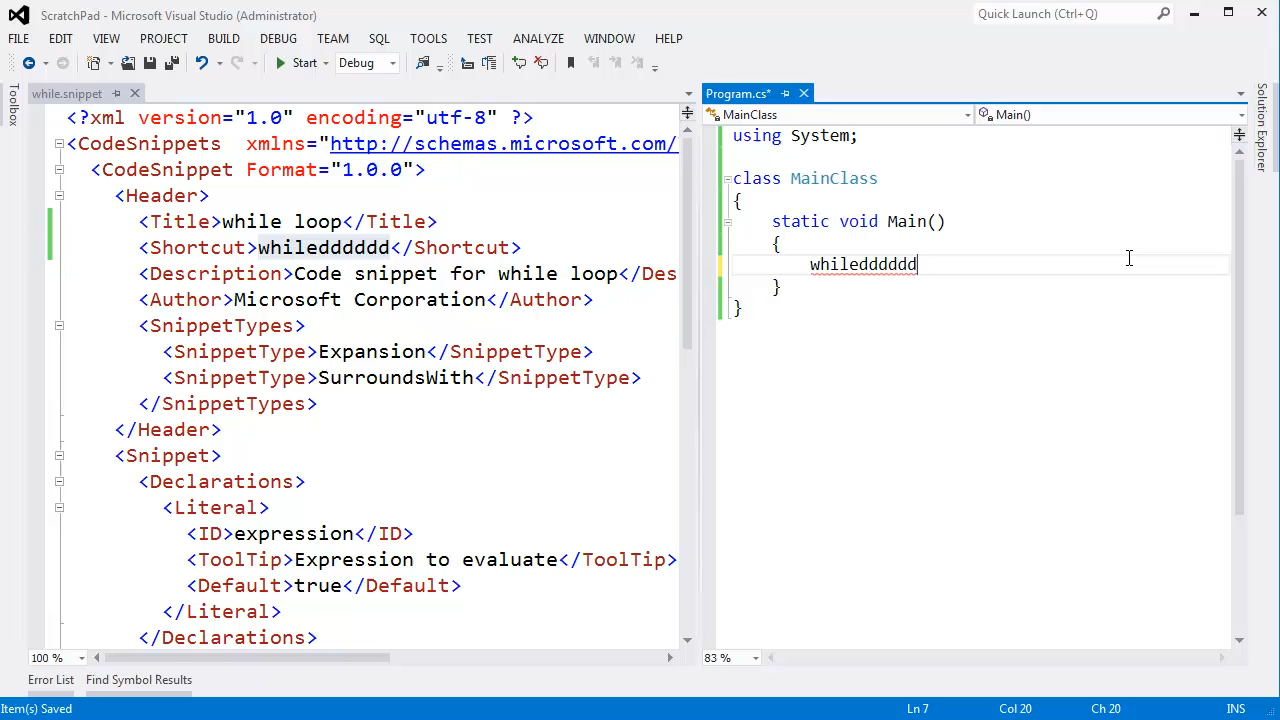 ScratchPad - Microsoft Visual Studio (Administrator)
Quick Launch (Ctrl+Q)
FILE EDIT VIEW PROJECT BUILD DEBUG TEAM SQL TOOLS TEST ANALYZE WINDOW HELP
Start Debug
Toolbox
while.snippet
<?xml version="1.0" encoding="utf-8" ?>
<CodeSnippets xmlns="http://schemas.microsoft.com/
<CodeSnippet Format="1.0.0">
<Header>
<Title>while loop</Title>
<Shortcut>whiledddddd</Shortcut>
<Description>Code snippet for while loop</Des
<Author>Microsoft Corporation</Author>
<SnippetTypes>
<SnippetType>Expansion</SnippetType>
<SnippetType>SurroundsWith</SnippetType>
</SnippetTypes>
</Header>
<Snippet>
<Declarations>
<Literal>
<ID>expression</ID>
<ToolTip>Expression to evaluate</ToolTip>
<Default>true</Default>
</Literal>
</Declarations>
100 %
Program.cs*
MainClass
Main()
using System;
class MainClass
{
static void Main()
{
whiledddddd
}
}
83 %
Solution Explorer
Error List Find Symbol Results
Item(s) Saved
Ln 7 Col 20 Ch 20 INS